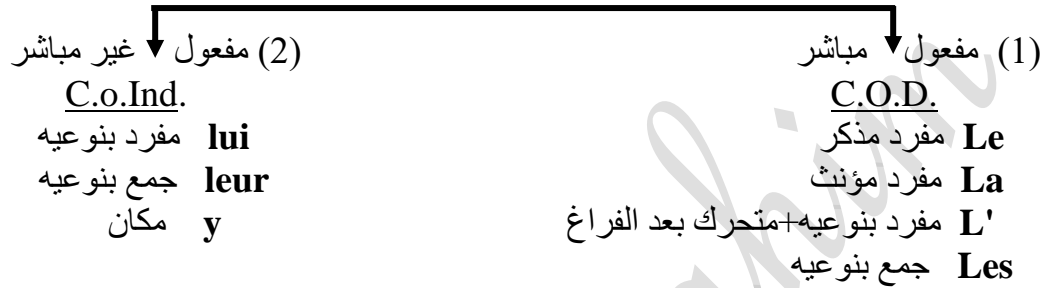 (1) مفعول مباشر
C.O.D.
Le مفرد مذكر
La مفرد مؤنث
L' مفرد بنوعيه+متحرك بعد الفراغ
Les جمع بنوعيه
(2) مفعول غير مباشر
C.o.Ind.
lui مفرد بنوعيه
leur جمع بنوعيه
y مكان